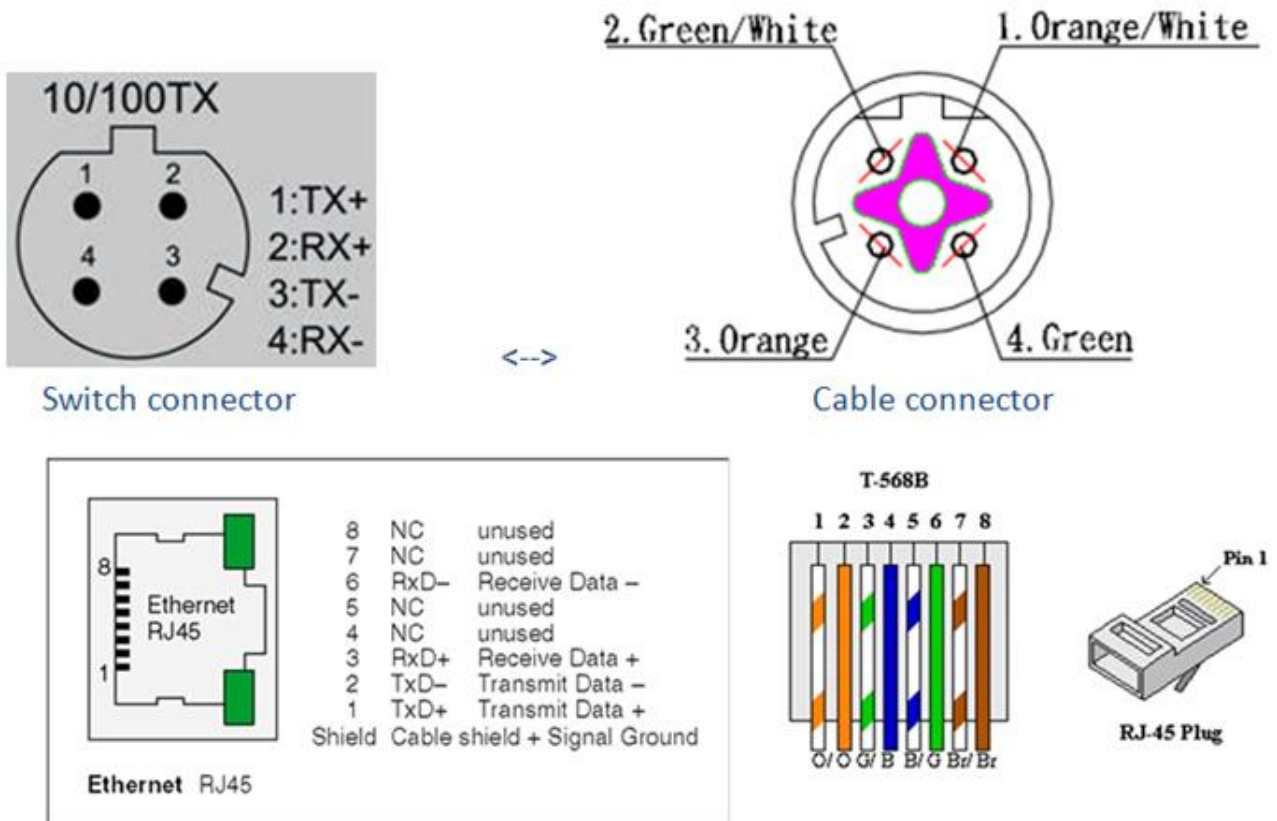 2.Green/White
1.Orange/White
10/100TX
1
2
4
3
1:TX+
2:RX+
3:TX-
4:RX-
3.Orange
4.Green
<-->
Switch connector
Cable connector
8
1
Ethernet
RJ45
8 NC unused
7 NC unused
6 RxD– Receive Data –
5 NC unused
4 NC unused
3 RxD+ Receive Data +
2 TxD– Transmit Data –
1 TxD+ Transmit Data +
Shield Cable shield + Signal Ground
Ethernet RJ45
T-568B
1 2 3 4 5 6 7 8
O/ O G/ B B/ G Br/ Br
Pin 1
RJ-45 Plug